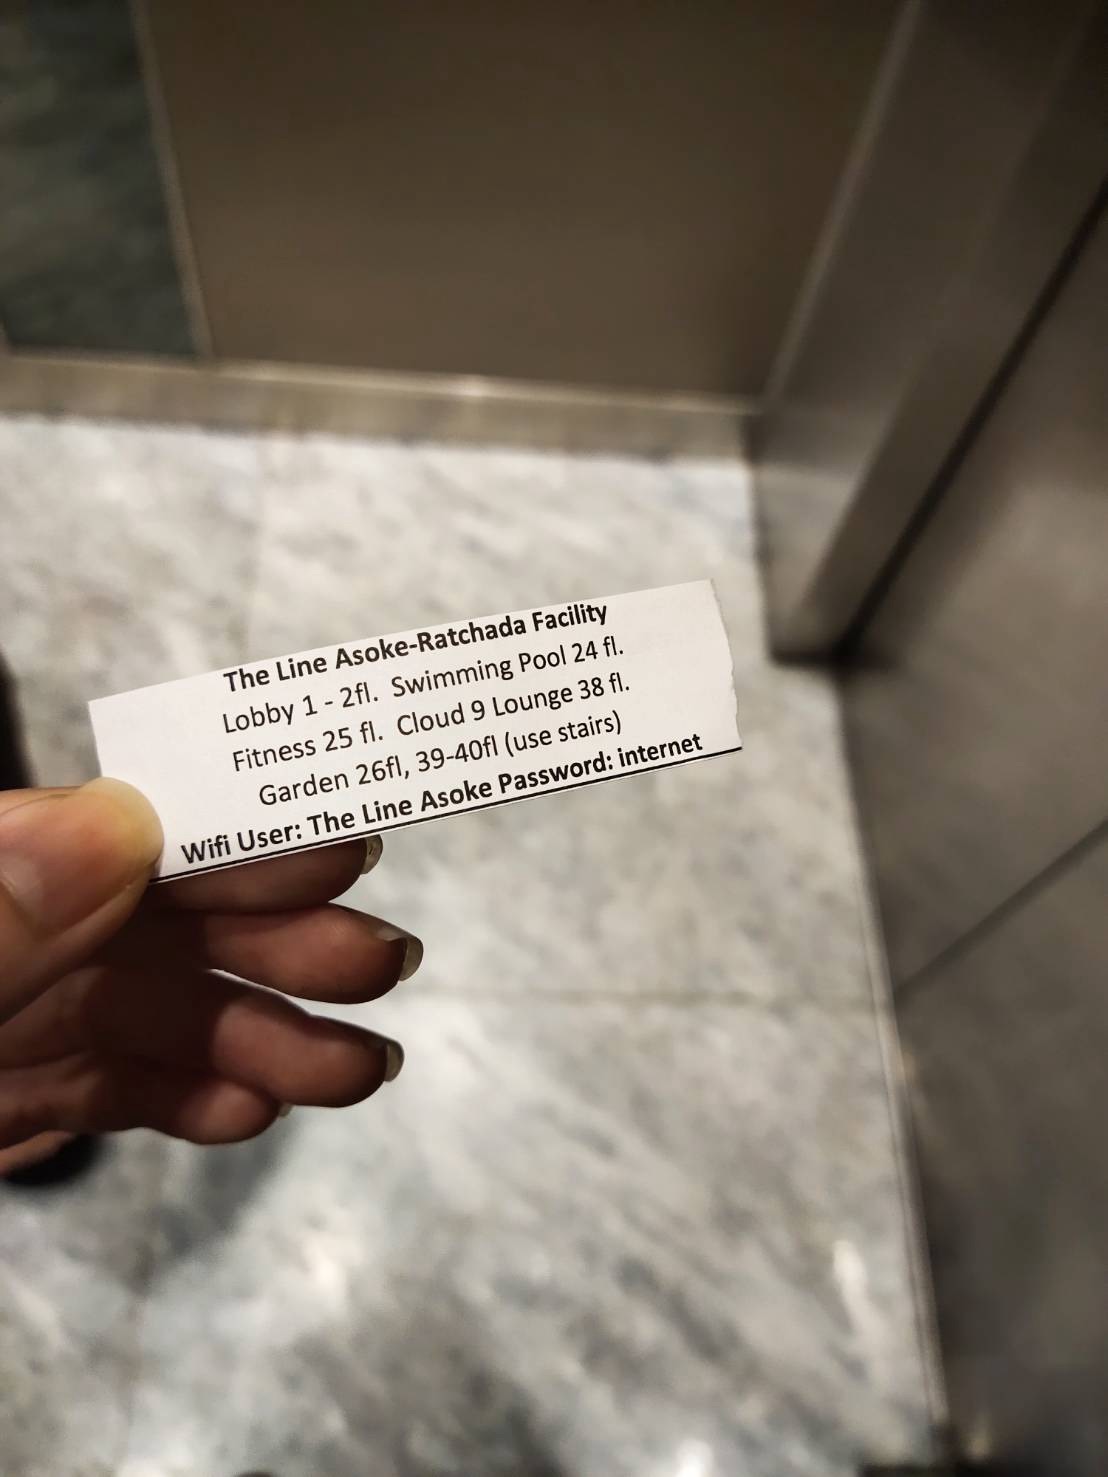 The Line Asoke-Ratchada Facility
Lobby 1 - 2fl. Swimming Pool 24 fl.
Fitness 25 fl. Cloud 9 Lounge 38 fl.
Garden 26fl, 39-40fl (use stairs)
Wifi User: The Line Asoke Password: internet